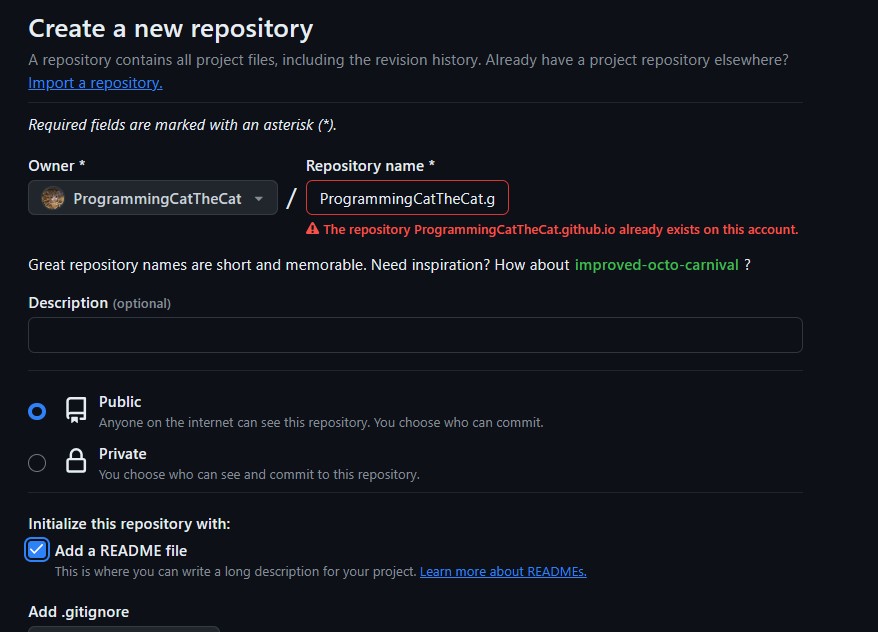 Create a new repository
A repository contains all project files, including the revision history. Already have a project repository elsewhere?
Import a repository.
Required fields are marked with an asterisk (*).
Owner *
Repository name *
ProgrammingCatTheCat
/
ProgrammingCatTheCat.g
The repository ProgrammingCatTheCat.github.io already exists on this account.
Great repository names are short and memorable. Need inspiration? How about improved-octo-carnival ?
Description (optional)
Public
Anyone on the internet can see this repository. You choose who can commit.
Private
You choose who can see and commit to this repository.
Initialize this repository with:
Add a README file
This is where you can write a long description for your project. Learn more about READMEs.
Add .gitignore